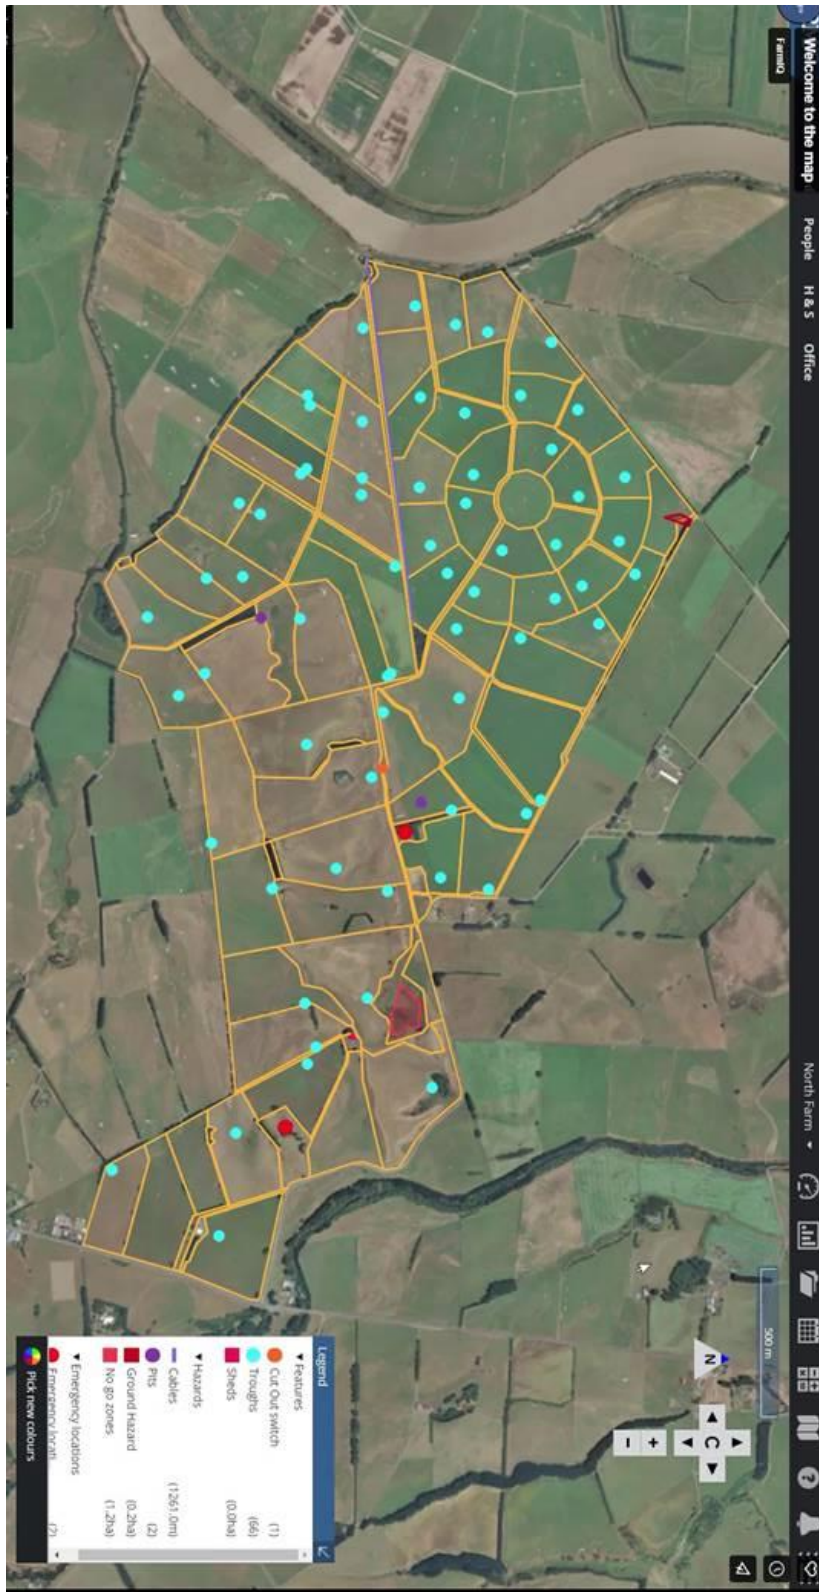 Welcome to the map
FarmIQ
People
H & S
Office
North Farm
500 m
N
C
+
−
Legend
▼ Features
Cut Out switch (1)
Troughs (66)
Sheds (0.0ha)
▼ Hazards
Cables (1261.0m)
Pits (2)
Ground Hazard (0.2ha)
No go zones (1.2ha)
▼ Emergency locations
Emergency locati (2)
Pick new colours